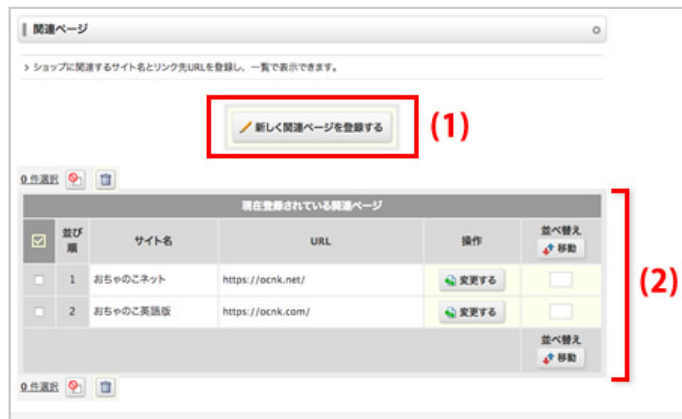 関連ページ
> ショップに関連するサイト名とリンク先URLを登録し、一覧で表示できます。
新しく関連ページを登録する
(1)
0 件選択
現在登録されている関連ページ
並び順 サイト名 URL 操作 並べ替え
移動
1 おちゃのこネット https://ocnk.net/ 変更する
2 おちゃのこ英語版 https://ocnk.com/ 変更する
(2)
並べ替え
移動
0 件選択